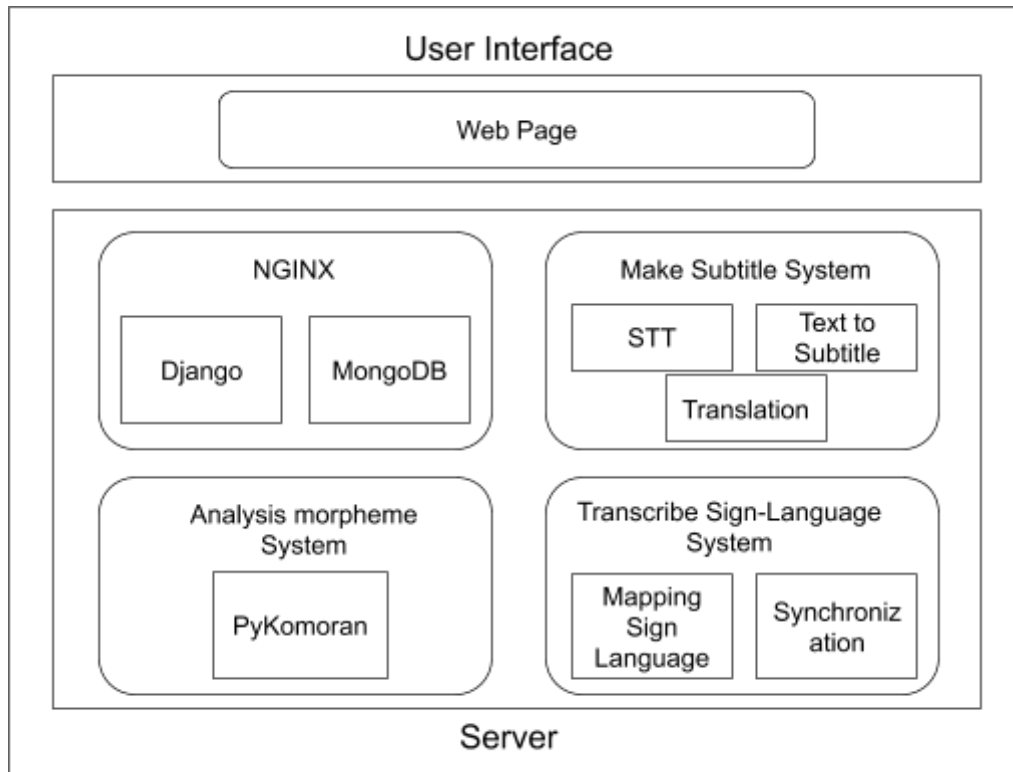 User Interface
Web Page
NGINX
Django
MongoDB
Make Subtitle System
STT
Text to
Subtitle
Translation
Analysis morpheme
System
PyKomoran
Transcribe Sign-Language
System
Mapping
Sign
Language
Synchroniz
ation
Server